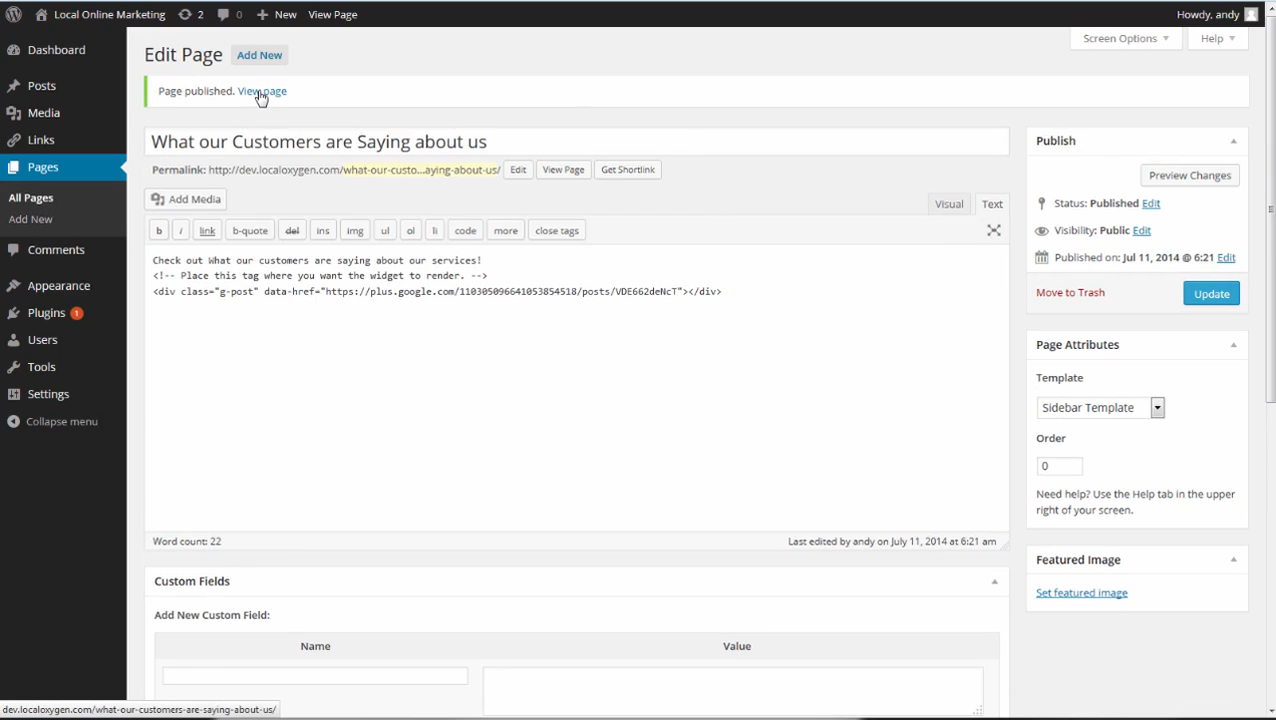 Local Online Marketing 2 0 New View Page Howdy, andy
Dashboard
Posts
Media
Links
Pages
All Pages
Add New
Comments
Appearance
Plugins 1
Users
Tools
Settings
Collapse menu
Screen Options Help
Edit Page Add New
Page published. View page
What our Customers are Saying about us
Permalink: http://dev.localoxygen.com/what-our-custo...aying-about-us/ Edit View Page Get Shortlink
Add Media
Visual Text
b i link b-quote del ins img ul ol li code more close tags
Check out What our customers are saying about our services!
<!-- Place this tag where you want the widget to render. -->
<div class="g-post" data-href="https://plus.google.com/110305096641053854518/posts/VDE662deNcT"></div>
Word count: 22
Last edited by andy on July 11, 2014 at 6:21 am
Custom Fields
Add New Custom Field:
Name Value
Publish
Preview Changes
Status: Published Edit
Visibility: Public Edit
Published on: Jul 11, 2014 @ 6:21 Edit
Move to Trash Update
Page Attributes
Template
Sidebar Template
Order
0
Need help? Use the Help tab in the upper
right of your screen.
Featured Image
Set featured image
dev.localoxygen.com/what-our-customers-are-saying-about-us/